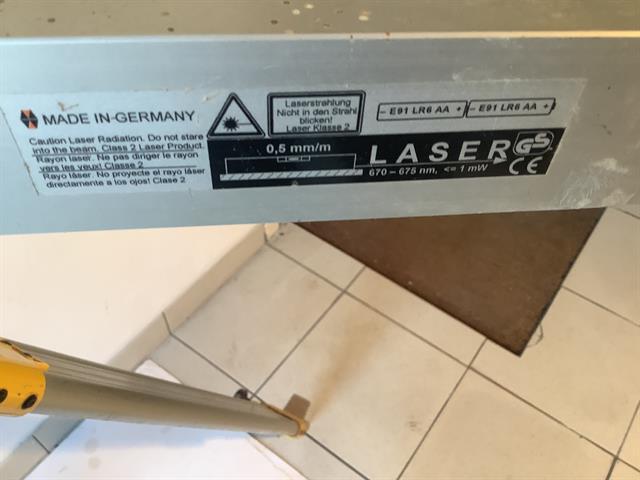 MADE IN-GERMANY
Caution Laser Radiation. Do not stare
into the beam. Class 2 Laser Product.
Rayon laser. Ne pas diriger le rayon
vers les yeux! Classe 2
Rayo láser. No proyecte el rayo láser
directamente a los ojos! Clase 2
Laserstrahlung
Nicht in den Strahl
blicken!
Laser Klasse 2
– E91 LR6 AA + – E91 LR6 AA +
0,5 mm/m
LASER
670 – 675 nm, <= 1 mW
GS
CE